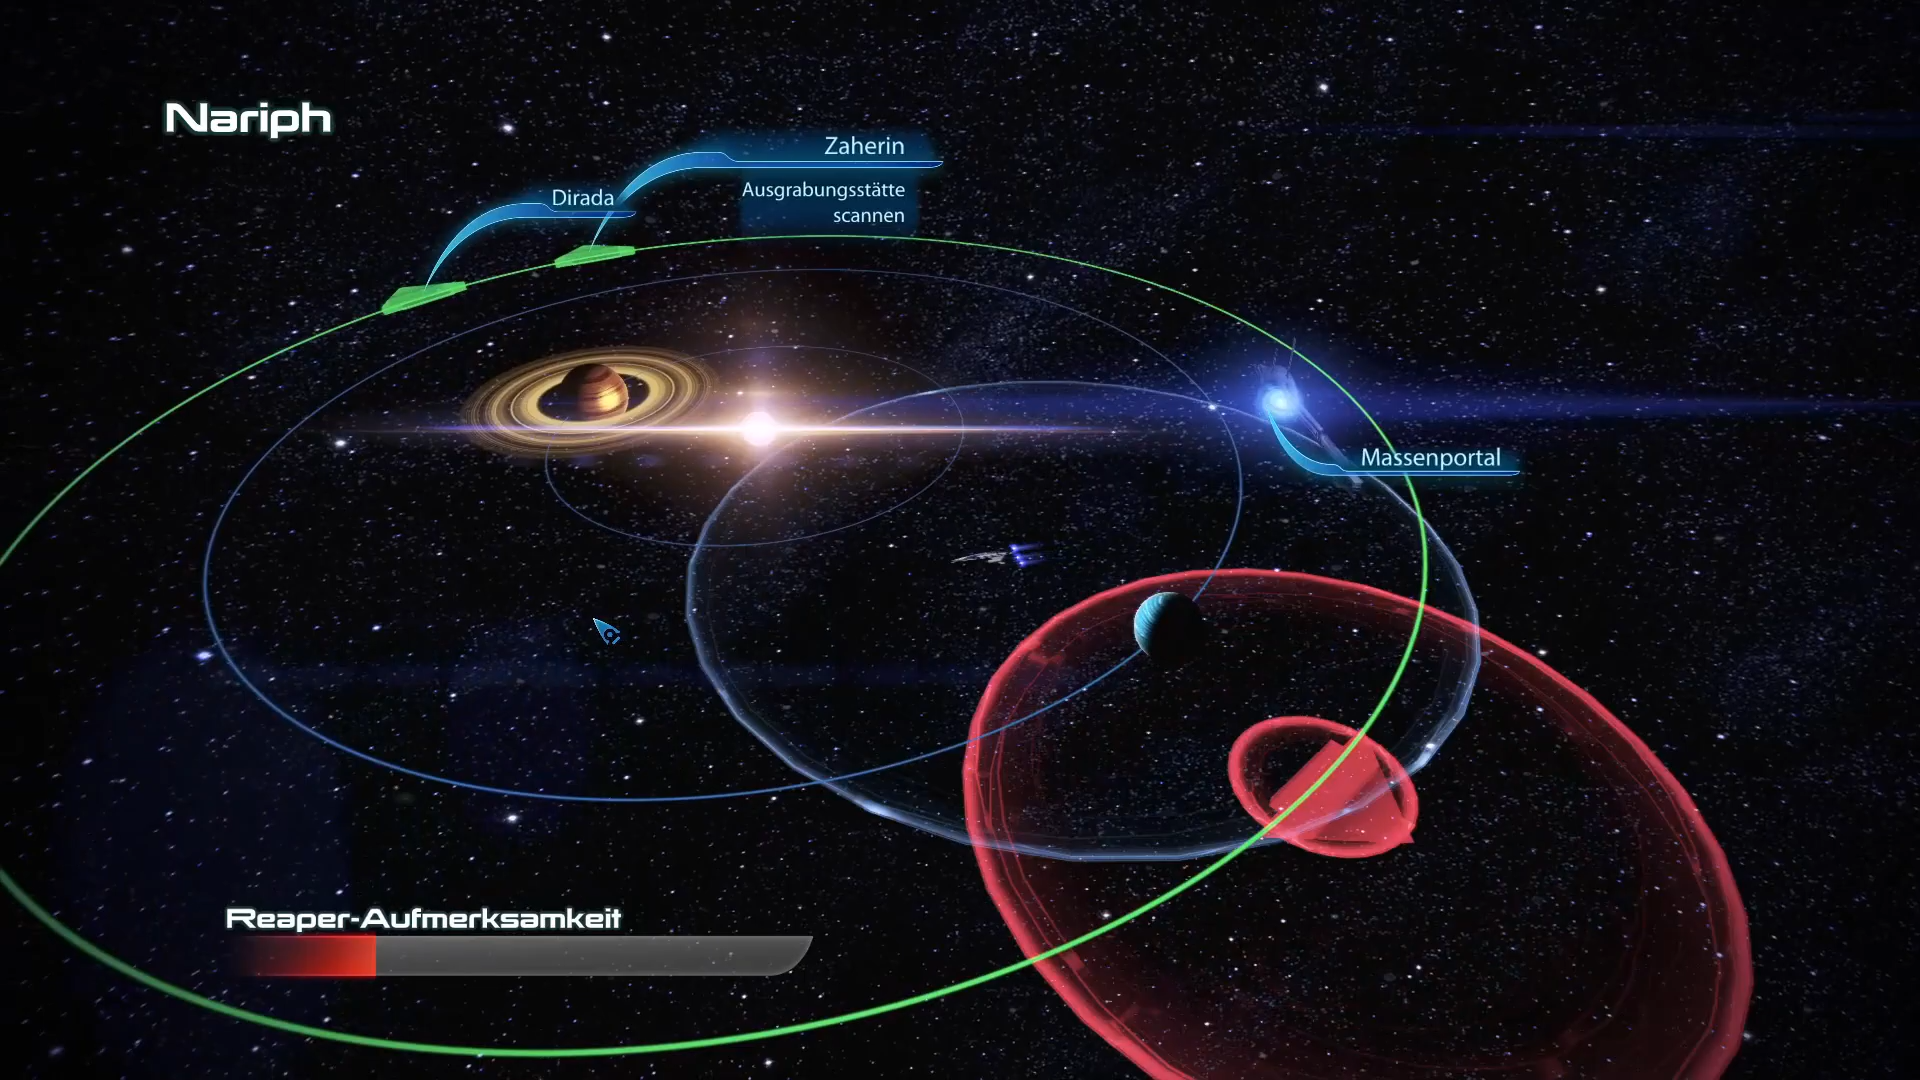 Nariph
Zaherin
Ausgrabungsstätte
scannen
Dirada
Massenportal
Reaper-Aufmerksamkeit